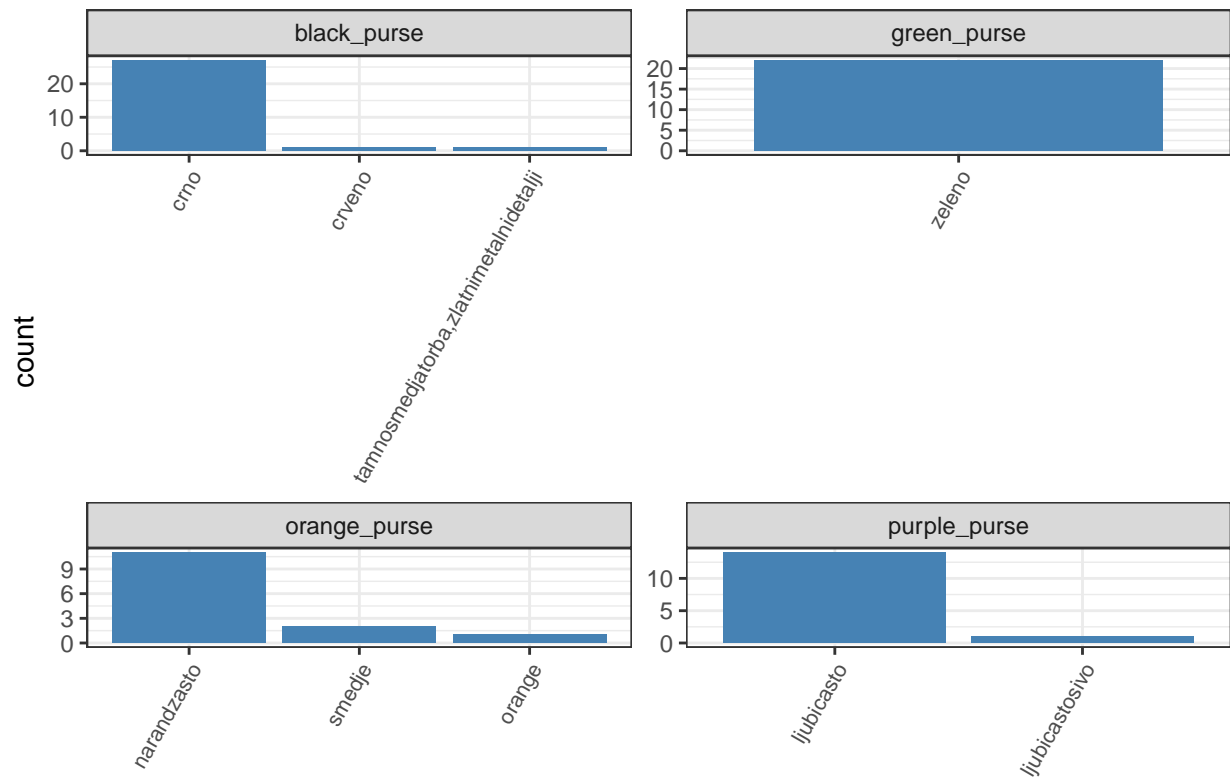 black_purse
20
10
0
crno
crveno
tamnosmedjatorba,zlatnimetalnidetalji
green_purse
20
15
10
5
0
zeleno
count
orange_purse
9
6
3
0
narandzasto
smedje
orange
purple_purse
10
5
0
ljubicasto
ljubicastosivo